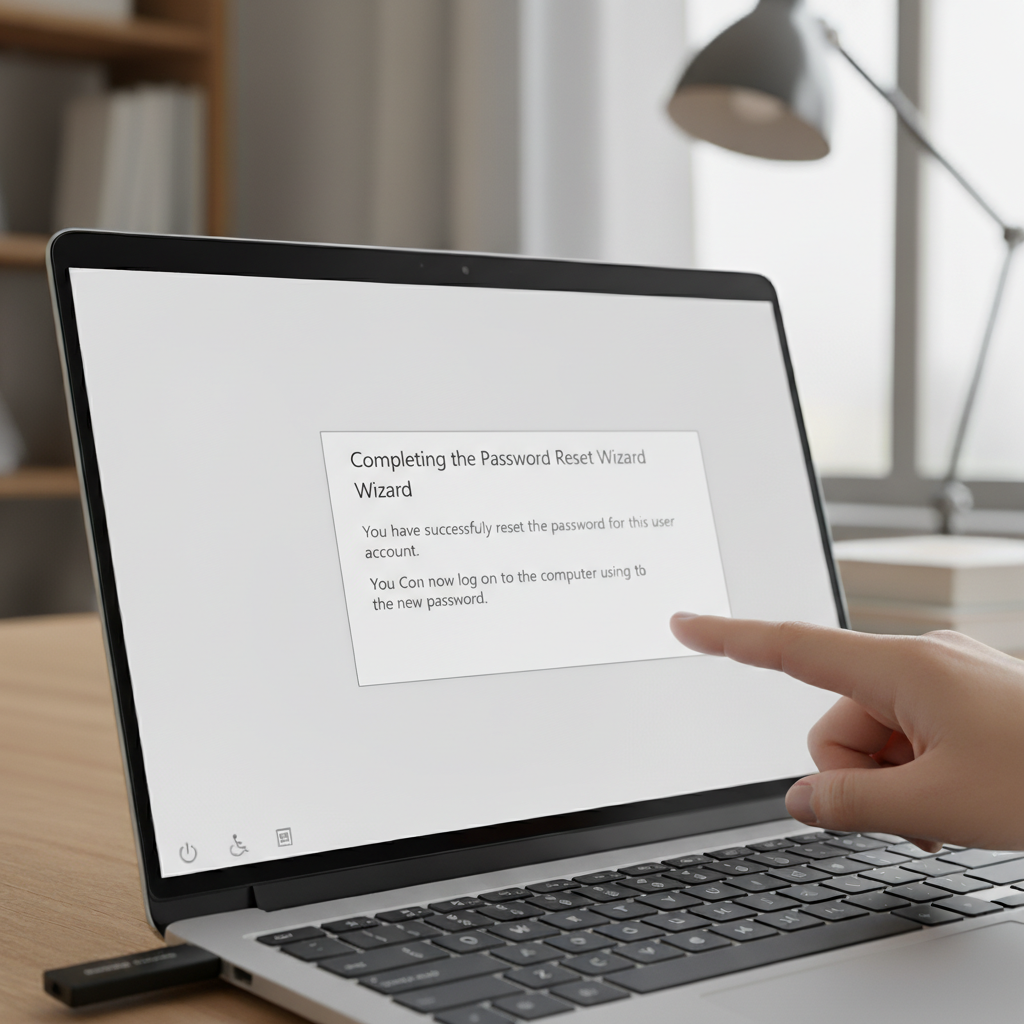 Completing the Password Reset Wizard
Wizard
You have successfuly reset the password for this user
account.
You Con now log on to the computer using tb
the new password.